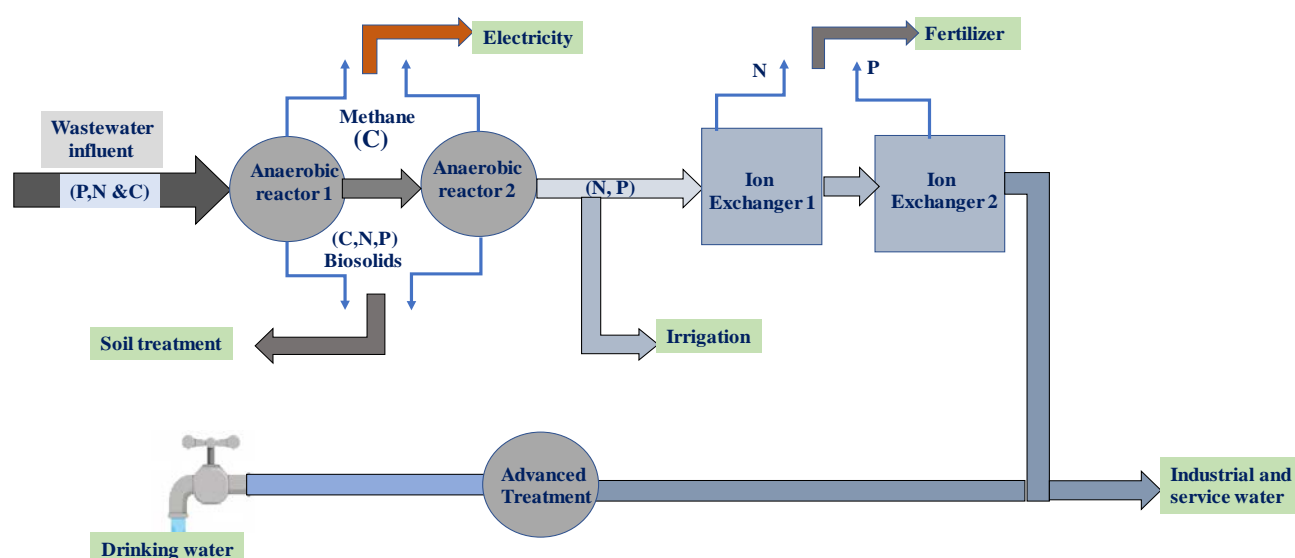 Electricity
Fertilizer
N
P
Wastewater
influent
(P,N &C)
Methane
(C)
Anaerobic
reactor 1
Anaerobic
reactor 2
(N, P)
Ion
Exchanger 1
Ion
Exchanger 2
(C,N,P)
Biosolids
Soil treatment
Irrigation
Advanced
Treatment
Industrial and
service water
Drinking water